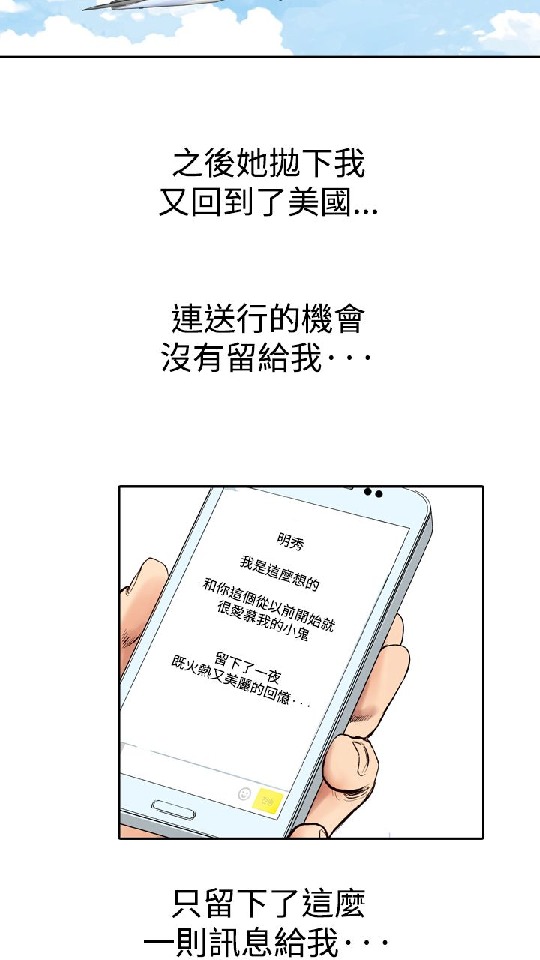 之後她拋下我
又回到了美國...
連送行的機會
沒有留給我···
明秀
我是這麼想的
和你這個從以前開始就
很愛慕我的小鬼
留下了一夜
既火熱又美麗的回憶···
只留下了這麼
一則訊息給我···